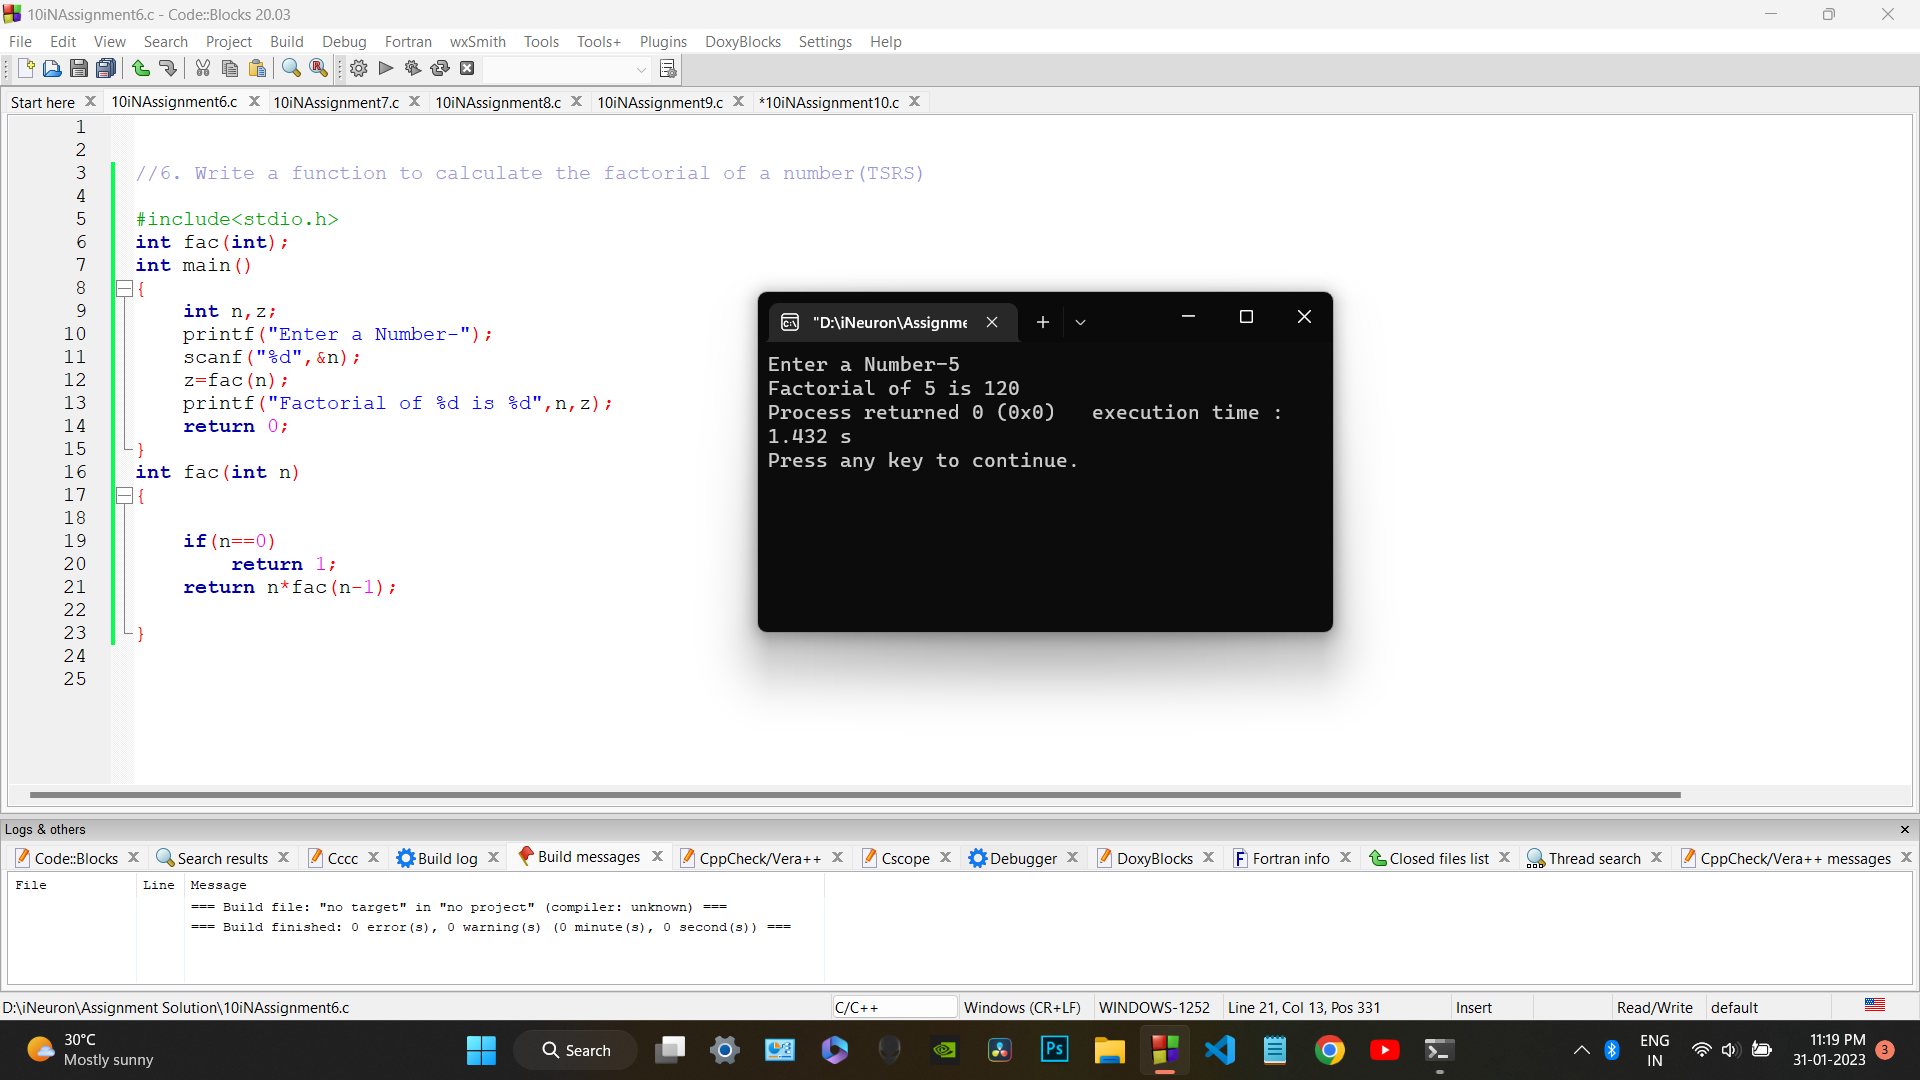 10iNAssignment6.c - Code::Blocks 20.03
File Edit View Search Project Build Debug Fortran wxSmith Tools Tools+ Plugins DoxyBlocks Settings Help
Start here 10iNAssignment6.c 10iNAssignment7.c 10iNAssignment8.c 10iNAssignment9.c *10iNAssignment10.c
1
2
3 //6. Write a function to calculate the factorial of a number(TSRS)
4
5 #include<stdio.h>
6 int fac(int);
7 int main()
8 {
9 int n,z;
10 printf("Enter a Number-");
11 scanf("%d",&n);
12 z=fac(n);
13 printf("Factorial of %d is %d",n,z);
14 return 0;
15 }
16 int fac(int n)
17 {
18
19 if(n==0)
20 return 1;
21 return n*fac(n-1);
22
23 }
24
25
"D:\iNeuron\Assignme
Enter a Number-5
Factorial of 5 is 120
Process returned 0 (0x0) execution time :
1.432 s
Press any key to continue.
Logs & others
Code::Blocks Search results Cccc Build log Build messages CppCheck/Vera++ Cscope Debugger DoxyBlocks Fortran info Closed files list Thread search CppCheck/Vera++ messages
File Line Message
=== Build file: "no target" in "no project" (compiler: unknown) ===
=== Build finished: 0 error(s), 0 warning(s) (0 minute(s), 0 second(s)) ===
D:\iNeuron\Assignment Solution\10iNAssignment6.c C/C++ Windows (CR+LF) WINDOWS-1252 Line 21, Col 13, Pos 331 Insert Read/Write default
30°C
Mostly sunny
Search
Ps
ENG
IN
11:19 PM
31-01-2023
3